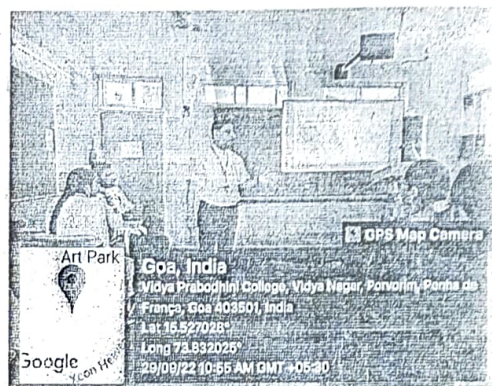 GPS Map Camera
Art Park
Google
Goa, India
Vidya Prabodhini College, Vidya Nagar, Porvorim, Penha de
França, Goa 403501, India
Lat 15.527028°
Long 73.832025°
29/09/22 10:55 AM GMT +05:30